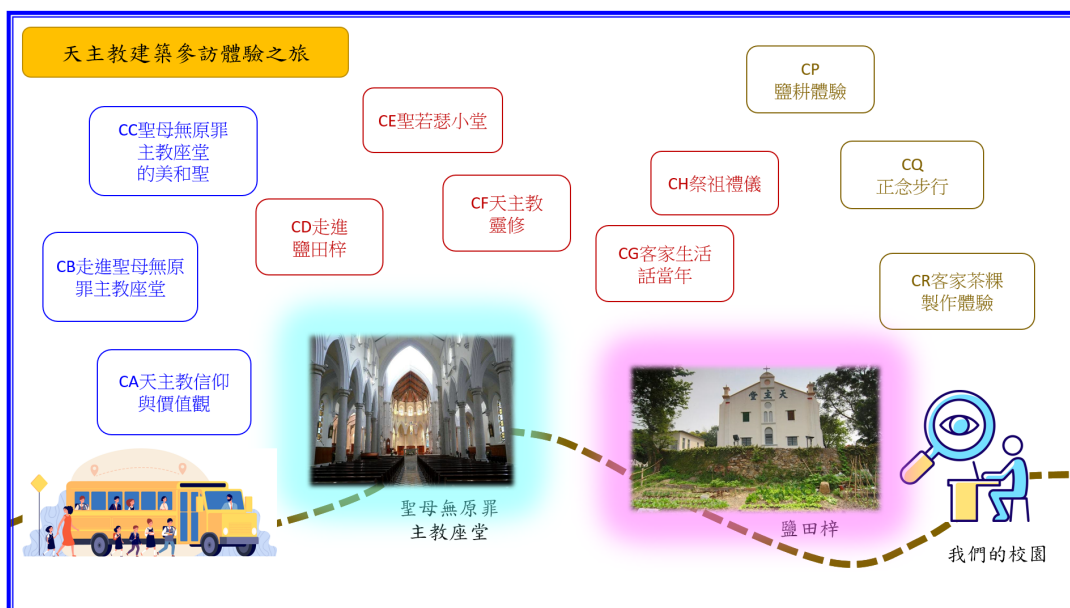 天主教建築參訪體驗之旅
CP
鹽耕體驗
CE聖若瑟小堂
CC聖母無原罪
主教座堂
的美和聖
CQ
正念步行
CH祭祖禮儀
CF天主教
靈修
CD走進
鹽田梓
CG客家生活
話當年
CB走進聖母無原
罪主教座堂
CR客家茶粿
製作體驗
CA天主教信仰
與價值觀
天主堂
聖母無原罪
主教座堂
鹽田梓
我們的校園